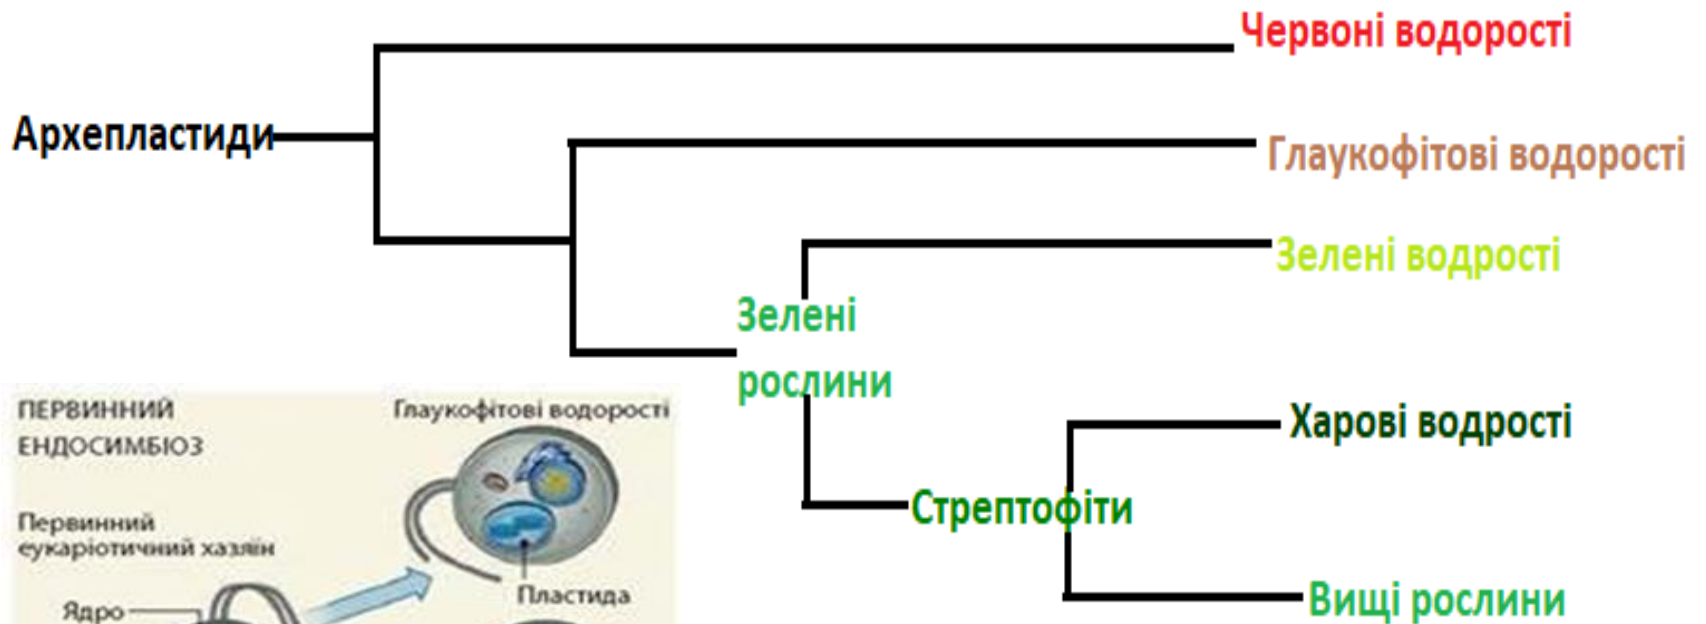 Червоні водорості
Архепластиди
Глаукофітові водорості
Зелені водрості
Зелені
рослини
Харові водрості
Стрептофіти
Вищі рослини
ПЕРВИННИЙ
ЕНДОСИМБІОЗ
Глаукофітові водорості
Первинний
еукаріотичний хазяїн
Пластида
Ядро